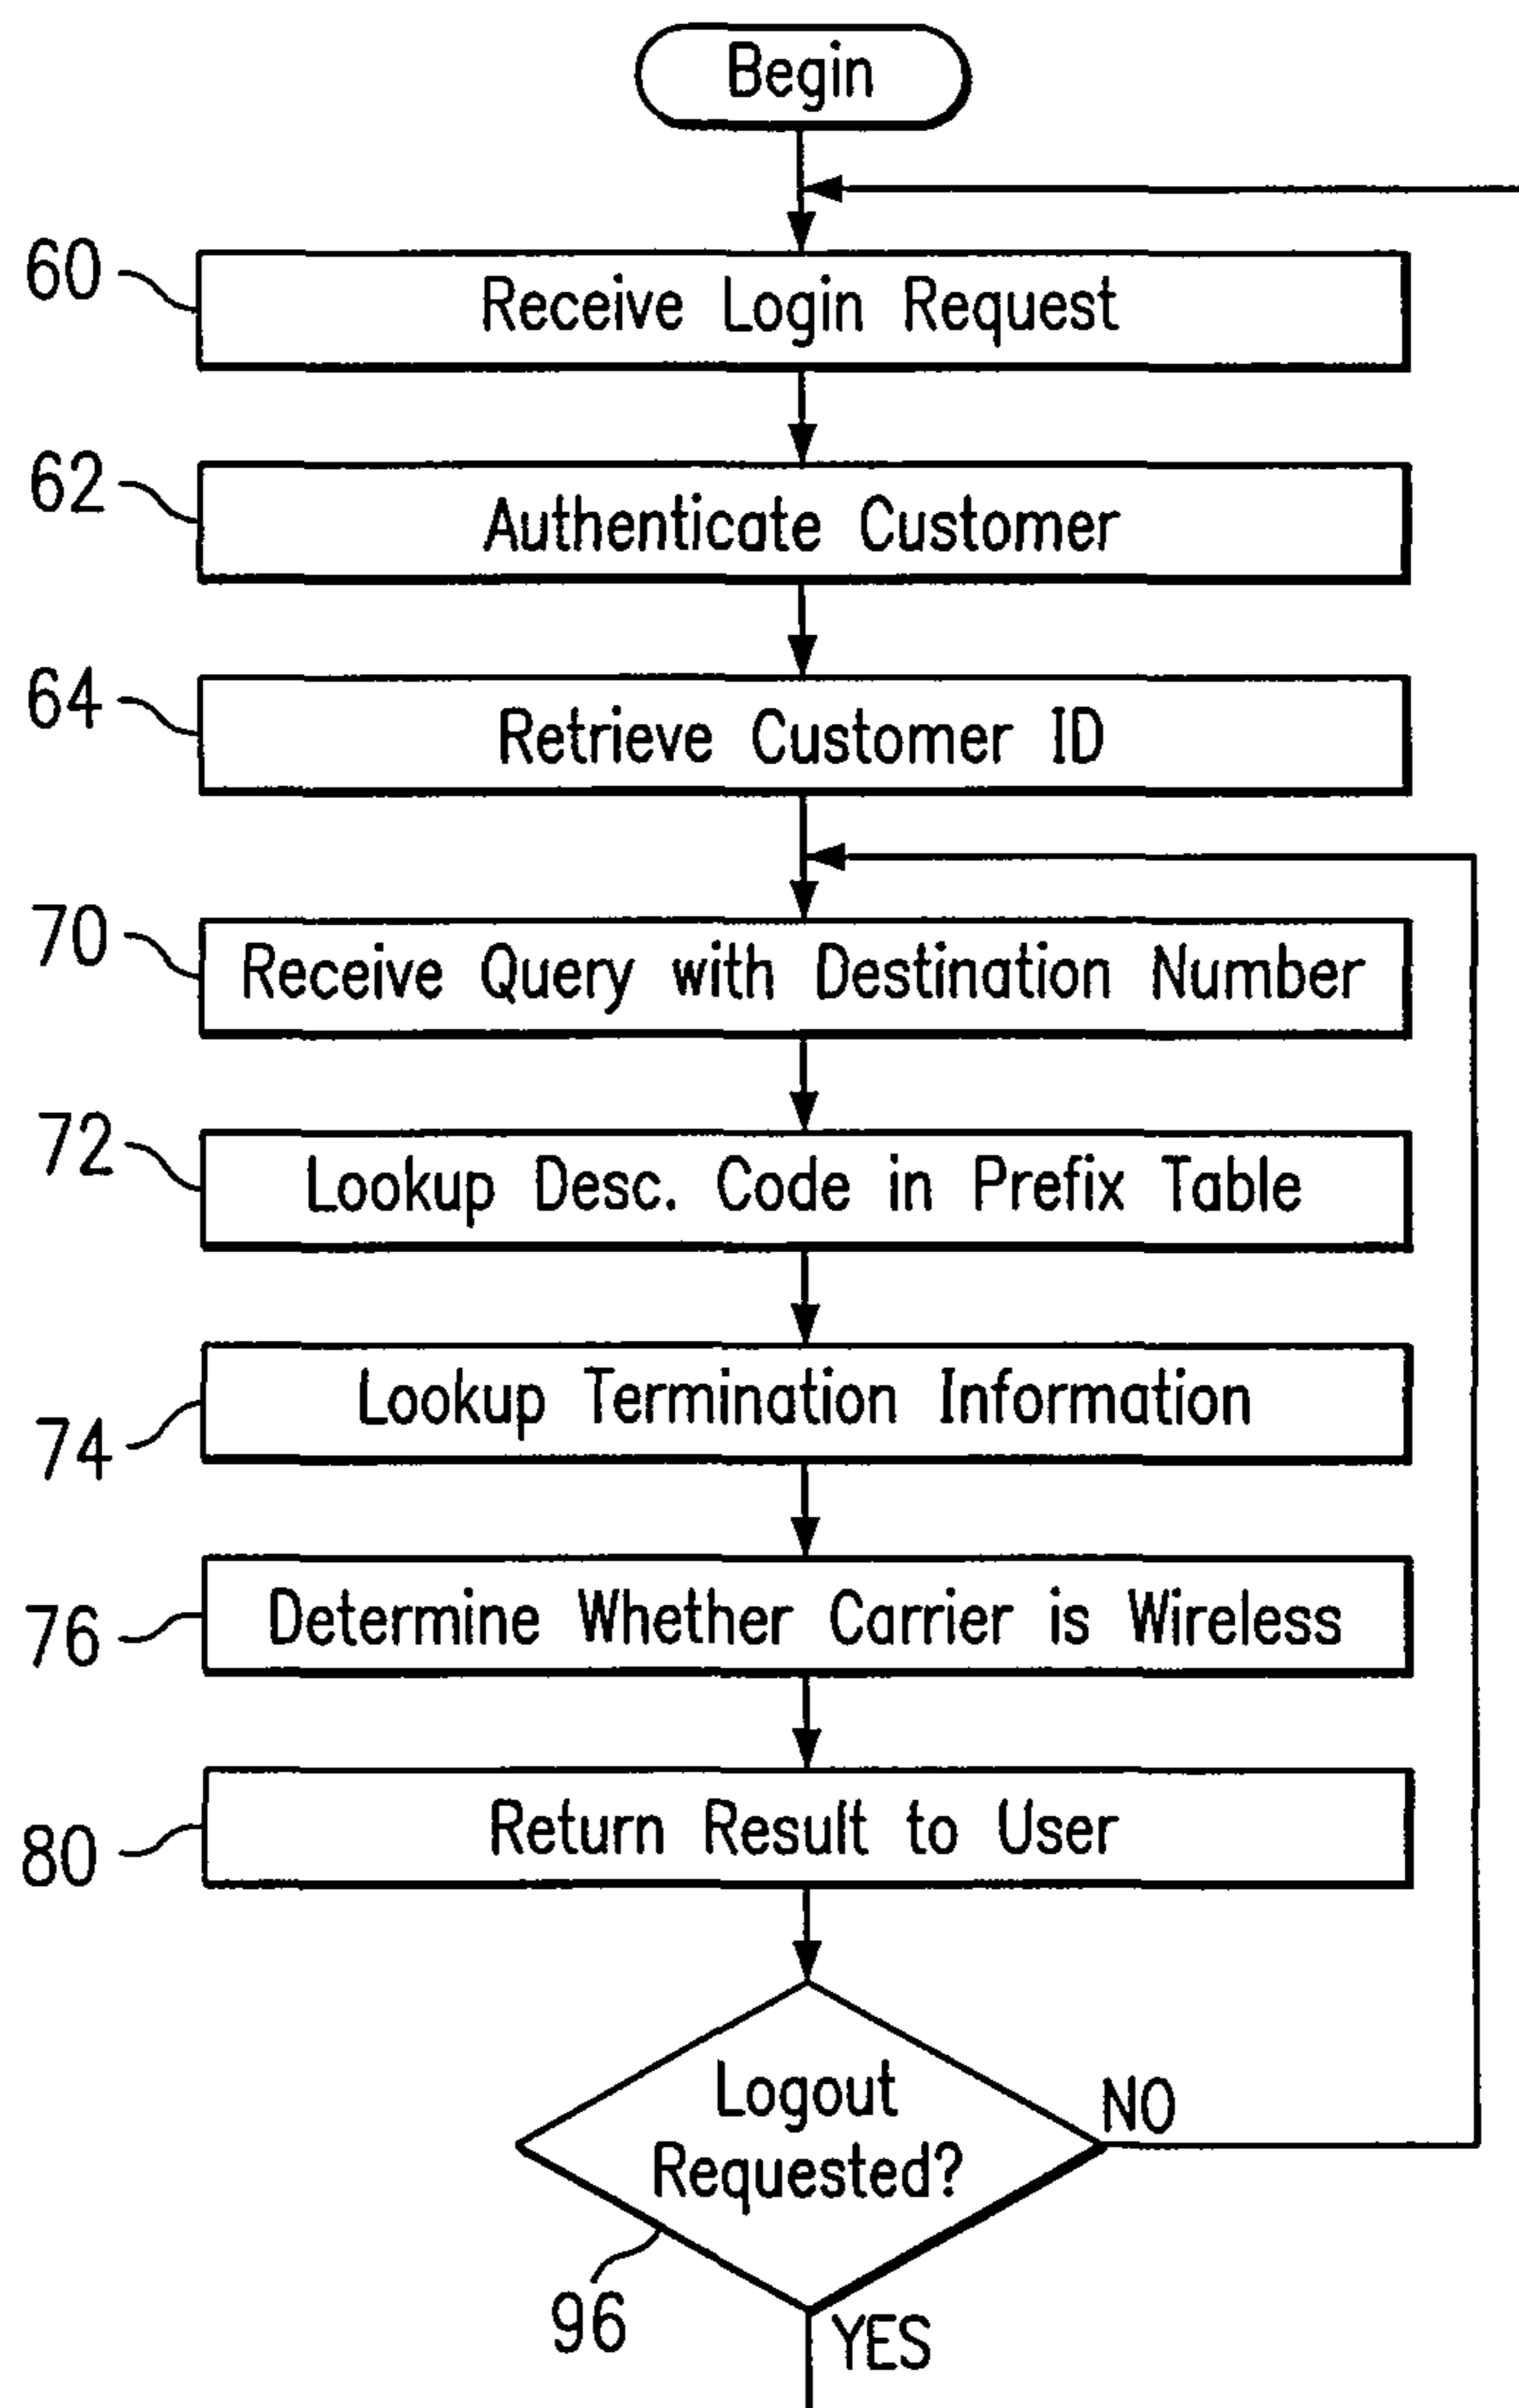 Begin
60
Receive Login Request
62
Authenticate Customer
64
Retrieve Customer ID
70
Receive Query with Destination Number
72
Lookup Desc. Code in Prefix Table
74
Lookup Termination Information
76
Determine Whether Carrier is Wireless
80
Return Result to User
Logout
Requested?
NO
96
YES